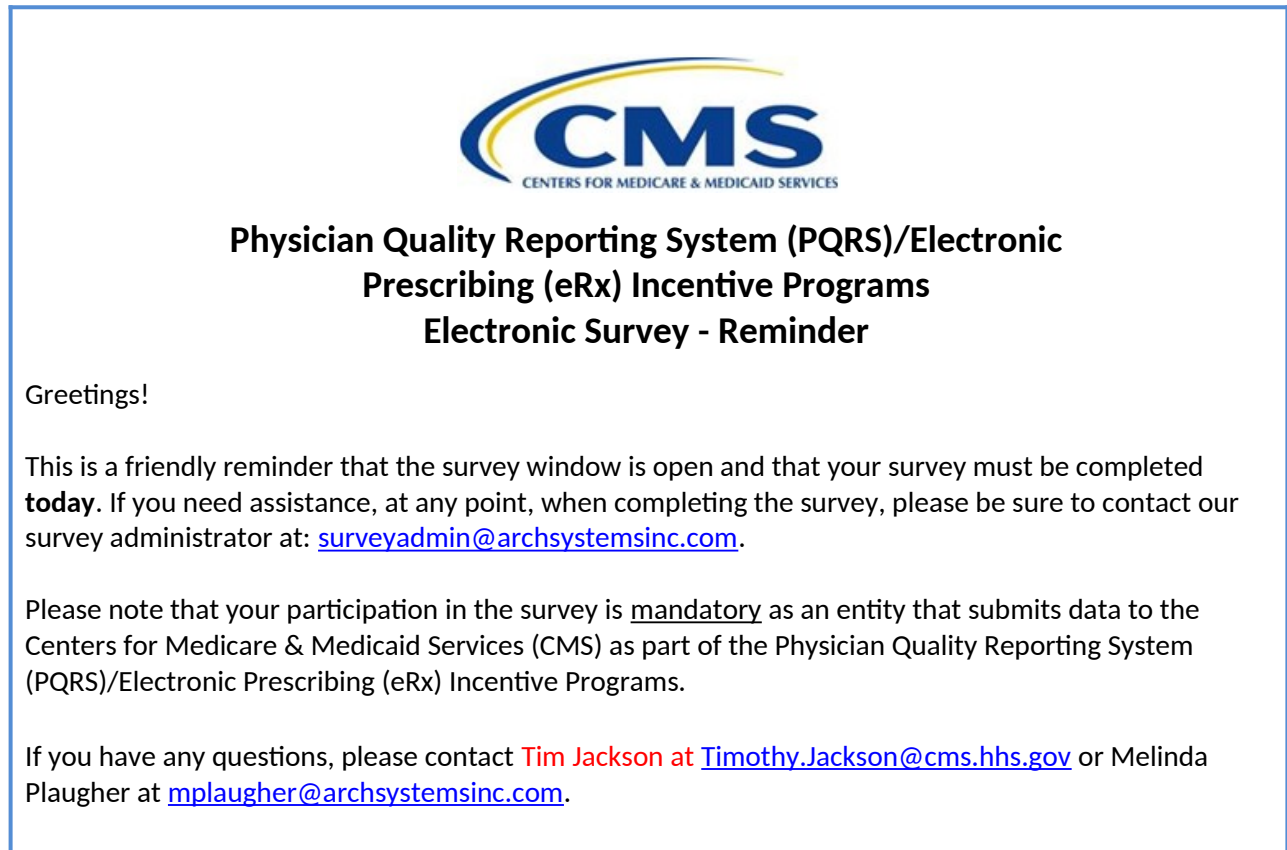 CMS
CENTERS FOR MEDICARE & MEDICAID SERVICES
Physician Quality Reporting System (PQRS)/Electronic
Prescribing (eRx) Incentive Programs
Electronic Survey - Reminder
Greetings!
This is a friendly reminder that the survey window is open and that your survey must be completed
today. If you need assistance, at any point, when completing the survey, please be sure to contact our
survey administrator at: surveyadmin@archsystemsinc.com.
Please note that your participation in the survey is mandatory as an entity that submits data to the
Centers for Medicare & Medicaid Services (CMS) as part of the Physician Quality Reporting System
(PQRS)/Electronic Prescribing (eRx) Incentive Programs.
If you have any questions, please contact Tim Jackson at Timothy.Jackson@cms.hhs.gov or Melinda
Plaugher at mplaugher@archsystemsinc.com.